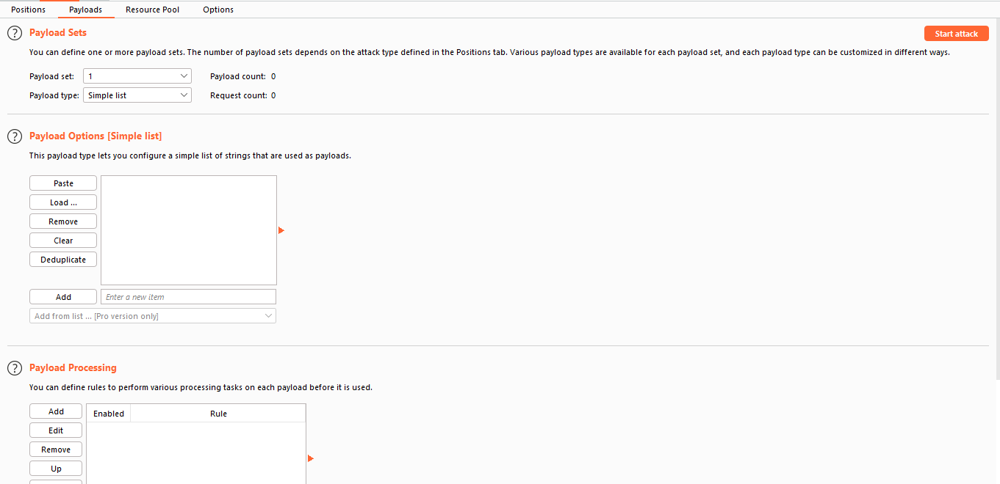 Positions Payloads Resource Pool Options
? Payload Sets Start attack
You can define one or more payload sets. The number of payload sets depends on the attack type defined in the Positions tab. Various payload types are available for each payload set, and each payload type can be customized in different ways.
Payload set: 1 Payload count: 0
Payload type: Simple list Request count: 0
? Payload Options [Simple list]
This payload type lets you configure a simple list of strings that are used as payloads.
Paste
Load ...
Remove
Clear
Deduplicate
Add Enter a new item
Add from list ... [Pro version only]
? Payload Processing
You can define rules to perform various processing tasks on each payload before it is used.
Add Enabled Rule
Edit
Remove
Up